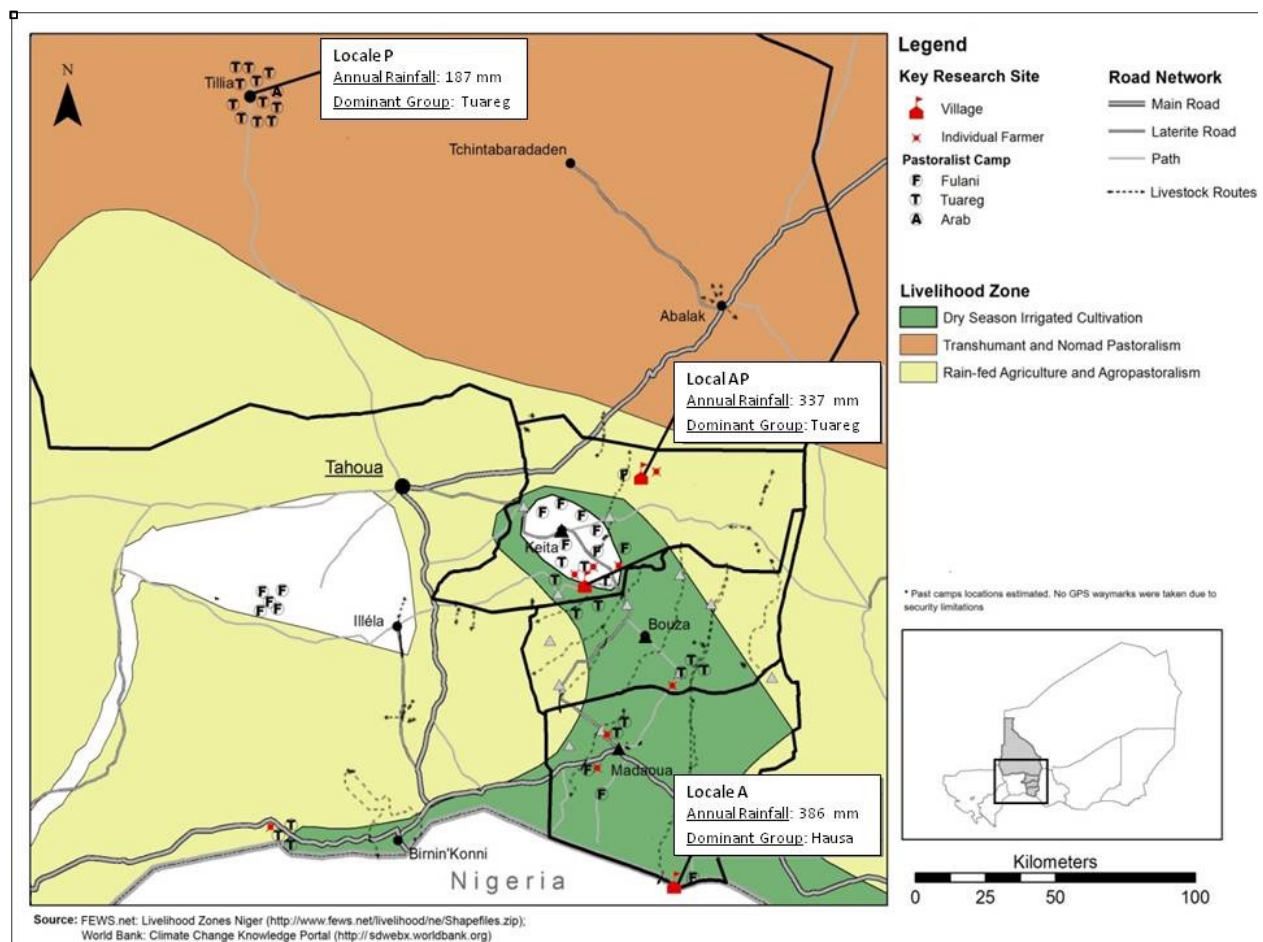 Locale P
Annual Rainfall: 187 mm
Dominant Group: Tuareg
N
Tillia
T T T
T T T
A
T T T
T T T
Tchintabaradaden
Abalak
Local AP
Annual Rainfall: 337 mm
Dominant Group: Tuareg
Tahoua
F
F F F
F F
Keita
F F F
T T
T T
T T
F F
F F
F
Illéla
Bouza
T T T
T T
Madaoua
F
F
Locale A
Annual Rainfall: 386 mm
Dominant Group: Hausa
T
T T
Birnin'Konni
Nigeria
F
Legend
Key Research Site
Village
Individual Farmer
Pastoralist Camp
F Fulani
T Tuareg
A Arab
Road Network
Main Road
Laterite Road
Path
Livestock Routes
Livelihood Zone
Dry Season Irrigated Cultivation
Transhumant and Nomad Pastoralism
Rain-fed Agriculture and Agropastoralism
* Past camps locations estimated. No GPS waymarks were taken due to
security limitations
Kilometers
0 25 50 100
Source: FEWS.net: Livelihood Zones Niger (http://www.fews.net/livelihood/ne/Shapefiles.zip);
World Bank: Climate Change Knowledge Portal (http://sdwebx.worldbank.org)